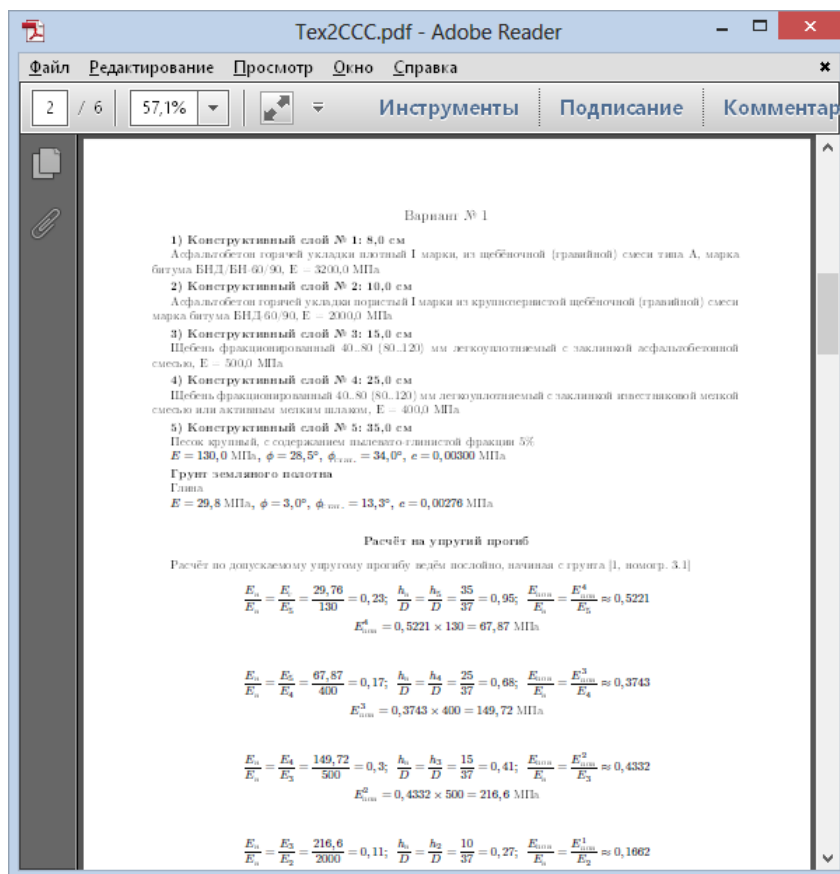 Tex2CCC.pdf - Adobe Reader
Файл Редактирование Просмотр Окно Справка
2 / 6 57,1% Инструменты Подписание Комментар
Вариант № 1
1) Конструктивный слой № 1: 8,0 см
Асфальтобетон горячей укладки плотный I марки, из щебёночной (гравийной) смеси типа А, марка
битума БНД/БН-60/90, E = 3200,0 МПа
2) Конструктивный слой № 2: 10,0 см
Асфальтобетон горячей укладки пористый I марки из крупнозернистой щебёночной (гравийной) смеси
марка битума БНД-60/90, E = 2000,0 МПа
3) Конструктивный слой № 3: 15,0 см
Щебень фракционированный 40..80 (80..120) мм легкоуплотняемый с заклинкой асфальтобетонной
смесью, E = 500,0 МПа
4) Конструктивный слой № 4: 25,0 см
Щебень фракционированный 40..80 (80..120) мм легкоуплотняемый с заклинкой известняковой мелкой
смесью или активным мелким шлаком, E = 400,0 МПа
5) Конструктивный слой № 5: 35,0 см
Песок крупный, с содержанием пылевато-глинистой фракции 5%
E = 130,0 МПа, ϕ = 28,5°, ϕстат. = 34,0°, c = 0,00300 МПа
Грунт земляного полотна
Глина
E = 29,8 МПа, ϕ = 3,0°, ϕстат. = 13,3°, c = 0,00276 МПа
Расчёт на упругий прогиб
Расчёт по допускаемому упругому прогибу ведём послойно, начиная с грунта [1, номогр. 3.1]
Eн/Eв = Eг/E5 = 29,76/130 = 0,23; hв/D = h5/D = 35/37 = 0,95; Eпов/Eв = E⁴пов/E5 ≈ 0,5221
E⁴пов = 0,5221 × 130 = 67,87 МПа
Eн/Eв = E5/E4 = 67,87/400 = 0,17; hв/D = h4/D = 25/37 = 0,68; Eпов/Eв = E³пов/E4 ≈ 0,3743
E³пов = 0,3743 × 400 = 149,72 МПа
Eн/Eв = E4/E3 = 149,72/500 = 0,3; hв/D = h3/D = 15/37 = 0,41; Eпов/Eв = E²пов/E3 ≈ 0,4332
E²пов = 0,4332 × 500 = 216,6 МПа
Eн/Eв = E3/E2 = 216,6/2000 = 0,11; hв/D = h2/D = 10/37 = 0,27; Eпов/Eв = E¹пов/E2 ≈ 0,1662